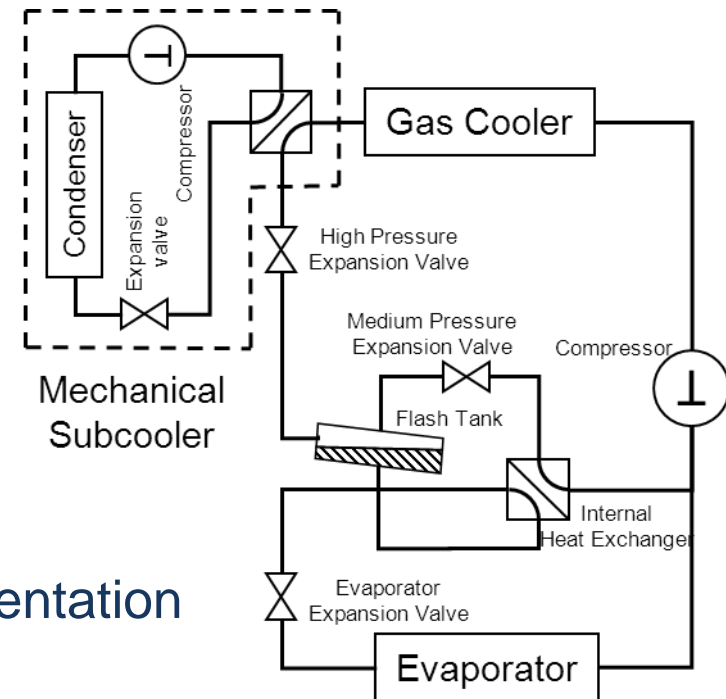 Condenser
Compressor
Expansion
valve
Gas Cooler
High Pressure
Expansion Valve
Medium Pressure
Expansion Valve
Compressor
Mechanical
Subcooler
Flash Tank
Internal
Heat Exchanger
entation
Evaporator
Expansion Valve
Evaporator